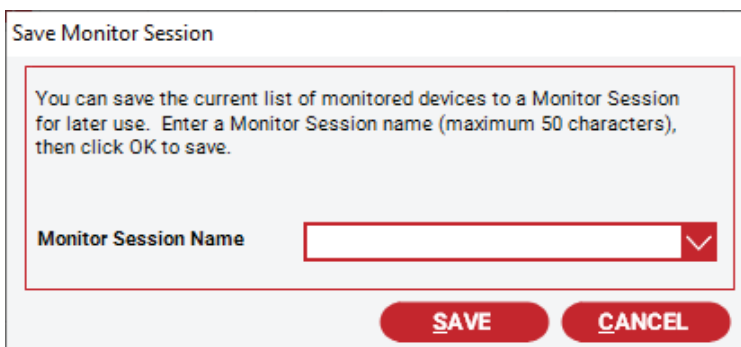 Save Monitor Session
You can save the current list of monitored devices to a Monitor Session
for later use.  Enter a Monitor Session name (maximum 50 characters),
then click OK to save.
Monitor Session Name
SAVE CANCEL